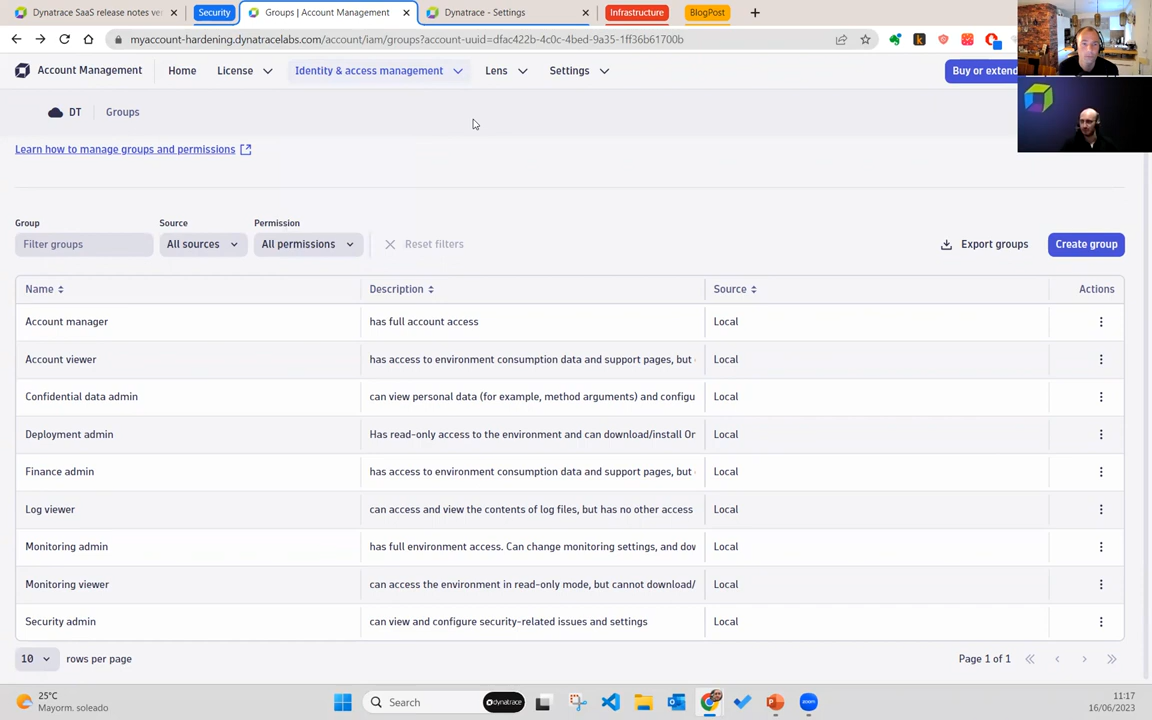 Dynatrace SaaS release notes ve
Security
Groups | Account Management
Dynatrace - Settings
Infrastructure
BlogPost
myaccount-hardening.dynatracelabs.com/account/iam/groups?account-uuid=dfac422b-4c0c-4bed-9a35-1ff36b61700b
Account Management
Home
License
Identity & access management
Lens
Settings
Buy or extend
DT
Groups
Learn how to manage groups and permissions
Group
Source
Permission
Filter groups
All sources
All permissions
Reset filters
Export groups
Create group
Name
Description
Source
Actions
Account manager
has full account access
Local
Account viewer
has access to environment consumption data and support pages, but
Local
Confidential data admin
can view personal data (for example, method arguments) and configu
Local
Deployment admin
Has read-only access to the environment and can download/install On
Local
Finance admin
has access to environment consumption data and support pages, but
Local
Log viewer
can access and view the contents of log files, but has no other access
Local
Monitoring admin
has full environment access. Can change monitoring settings, and dow
Local
Monitoring viewer
can access the environment in read-only mode, but cannot download/
Local
Security admin
can view and configure security-related issues and settings
Local
10
rows per page
Page 1 of 1
25°C
Mayorm. soleado
Search
dynatrace
11:17
16/06/2023